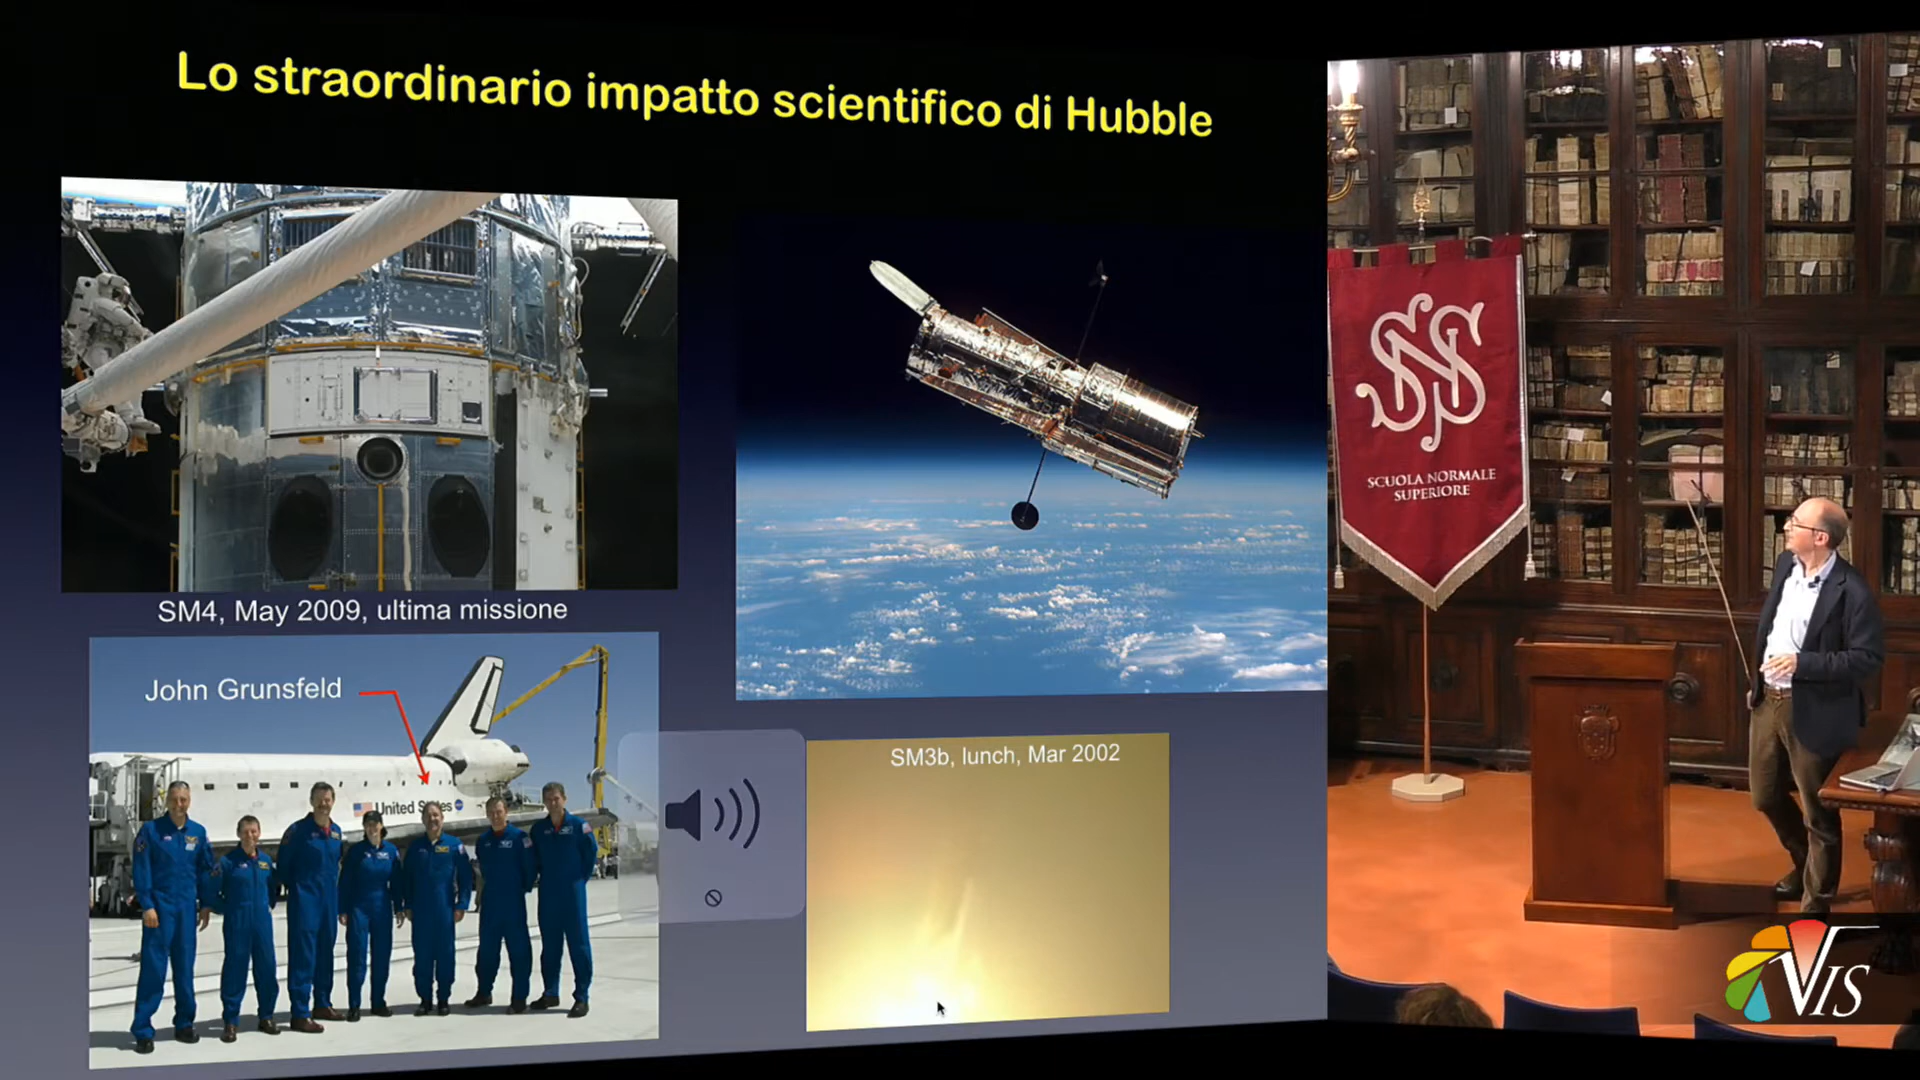 Lo straordinario impatto scientifico di Hubble
SM4, May 2009, ultima missione
John Grunsfeld
United States
SM3b, lunch, Mar 2002
SNS
SCUOLA NORMALE
SUPERIORE
VIS